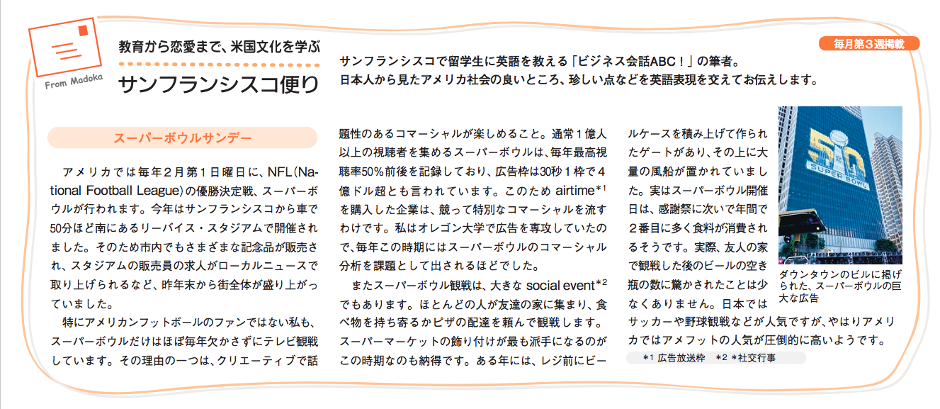 From Madoka
教育から恋愛まで、米国文化を学ぶ
サンフランシスコ便り
サンフランシスコで留学生に英語を教える「ビジネス会話ABC！」の筆者。
日本人から見たアメリカ社会の良いところ、珍しい点などを英語表現を交えてお伝えします。
毎月第３週掲載
スーパーボウルサンデー
アメリカでは毎年２月第１日曜日に、NFL（Na-
tional Football League）の優勝決定戦、スーパーボ
ウルが行われます。今年はサンフランシスコから車で
50分ほど南にあるリーバイス・スタジアムで開催され
ました。そのため市内でもさまざまな記念品が販売さ
れ、スタジアムの販売員の求人がローカルニュースで
取り上げられるなど、昨年末から街全体が盛り上がっ
ていました。
特にアメリカンフットボールのファンではない私も、
スーパーボウルだけはほぼ毎年欠かさずにテレビ観戦
しています。その理由の一つは、クリエーティブで話
題性のあるコマーシャルが楽しめること。通常１億人
以上の視聴者を集めるスーパーボウルは、毎年最高視
聴率50％前後を記録しており、広告枠は30秒１枠で４
億ドル超とも言われています。このため airtime＊１
を購入した企業は、競って特別なコマーシャルを流す
わけです。私はオレゴン大学で広告を専攻していたの
で、毎年この時期にはスーパーボウルのコマーシャル
分析を課題として出されるほどでした。
またスーパーボウル観戦は、大きな social event＊２
でもあります。ほとんどの人が友達の家に集まり、食
べ物を持ち寄るかピザの配達を頼んで観戦します。
スーパーマーケットの飾り付けが最も派手になるのが
この時期なのも納得です。ある年には、レジ前にビー
ルケースを積み上げて作られ
たゲートがあり、その上に大
量の風船が置かれていまし
た。実はスーパーボウル開催
日は、感謝祭に次いで年間で
２番目に多く食料が消費され
るそうです。実際、友人の家
で観戦した後のビールの空き
瓶の数に驚かされたことは少
なくありません。日本では
サッカーや野球観戦などが人気ですが、やはりアメリ
カではアメフットの人気が圧倒的に高いようです。
＊１ 広告放送枠　＊２ ＊社交行事
50
SUPER BOWL
ダウンタウンのビルに掲げ
られた、スーパーボウルの巨
大な広告